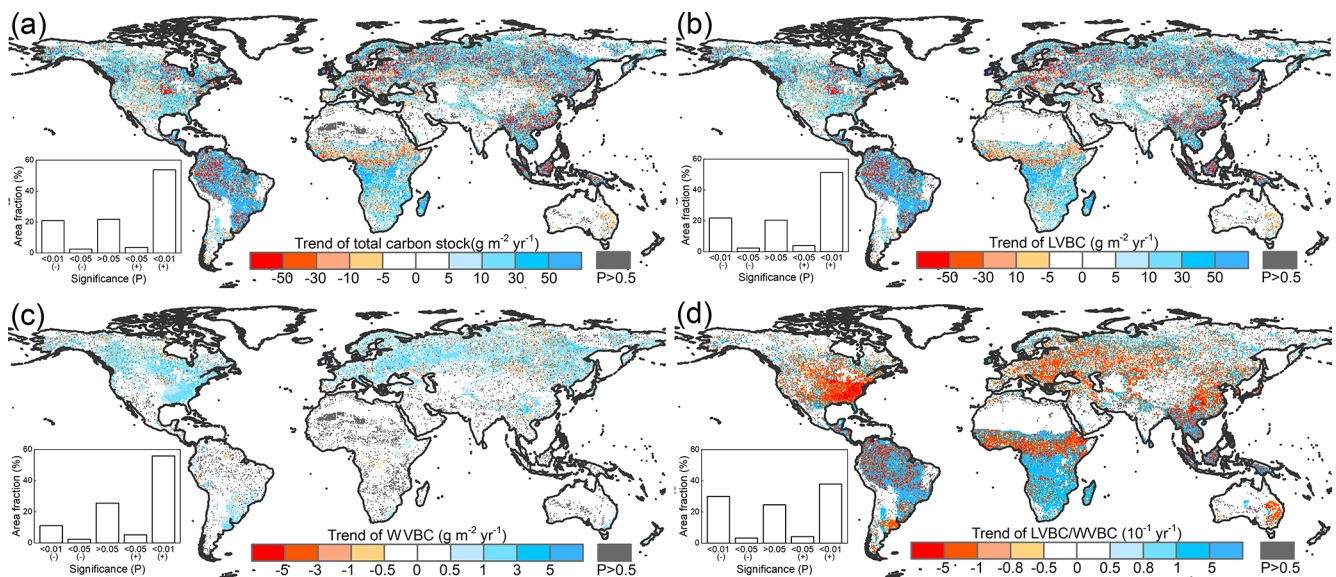 (a)
Area fraction (%)
60
40
20
0
<0.01 <0.05 >0.05 <0.05 <0.01
(-) (-) (+) (+)
Significance (P)
Trend of total carbon stock(g m⁻² yr⁻¹)
-50 -30 -10 -5 0 5 10 30 50
P>0.5
(b)
Area fraction (%)
60
40
20
0
<0.01 <0.05 >0.05 <0.05 <0.01
(-) (-) (+) (+)
Significance (P)
Trend of LVBC (g m⁻² yr⁻¹)
-50 -30 10 -5 0 5 10 30 50
P>0.5
(c)
Area fraction (%)
60
40
20
0
<0.01 <0.05 >0.05 <0.05 <0.01
(-) (-) (+) (+)
Significance (P)
Trend of WVBC (g m⁻² yr⁻¹)
-5 -3 -1 -0.5 0 0.5 1 3 5
P>0.5
(d)
Area fraction (%)
60
40
20
0
<0.01 <0.05 >0.05 <0.05 <0.01
(-) (-) (+) (+)
Significance (P)
Trend of LVBC/WVBC (10⁻¹ yr⁻¹)
-5 -1 -0.8 -0.5 0 0.5 1 5
P>0.5